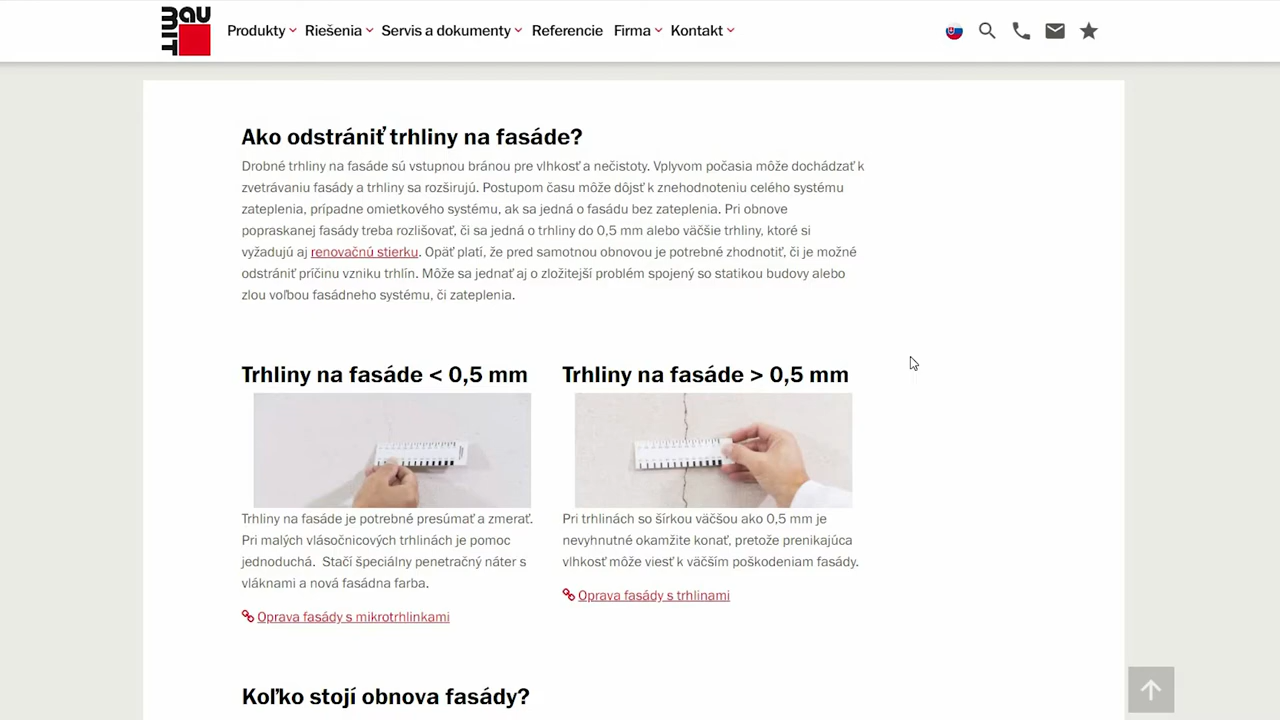 bau
mit
Produkty
Riešenia
Servis a dokumenty
Referencie
Firma
Kontakt
Ako odstrániť trhliny na fasáde?
Drobné trhliny na fasáde sú vstupnou bránou pre vlhkosť a nečistoty. Vplyvom počasia môže dochádzať k
zvetrávaniu fasády a trhliny sa rozširujú. Postupom času môže dôjsť k znehodnoteniu celého systému
zateplenia, prípadne omietkového systému, ak sa jedná o fasádu bez zateplenia. Pri obnove
popraskanej fasády treba rozlišovať, či sa jedná o trhliny do 0,5 mm alebo väčšie trhliny, ktoré si
vyžadujú aj renovačnú stierku. Opäť platí, že pred samotnou obnovou je potrebné zhodnotiť, či je možné
odstrániť príčinu vzniku trhlín. Môže sa jednať aj o zložitejší problém spojený so statikou budovy alebo
zlou voľbou fasádneho systému, či zateplenia.
Trhliny na fasáde < 0,5 mm
Trhliny na fasáde je potrebné presúmať a zmerať.
Pri malých vlásočnicových trhlinách je pomoc
jednoduchá.  Stačí špeciálny penetračný náter s
vláknami a nová fasádna farba.
Oprava fasády s mikrotrhlinkami
Trhliny na fasáde > 0,5 mm
Pri trhlinách so šírkou väčšou ako 0,5 mm je
nevyhnutné okamžite konať, pretože prenikajúca
vlhkosť môže viesť k väčším poškodeniam fasády.
Oprava fasády s trhlinami
Koľko stojí obnova fasády?